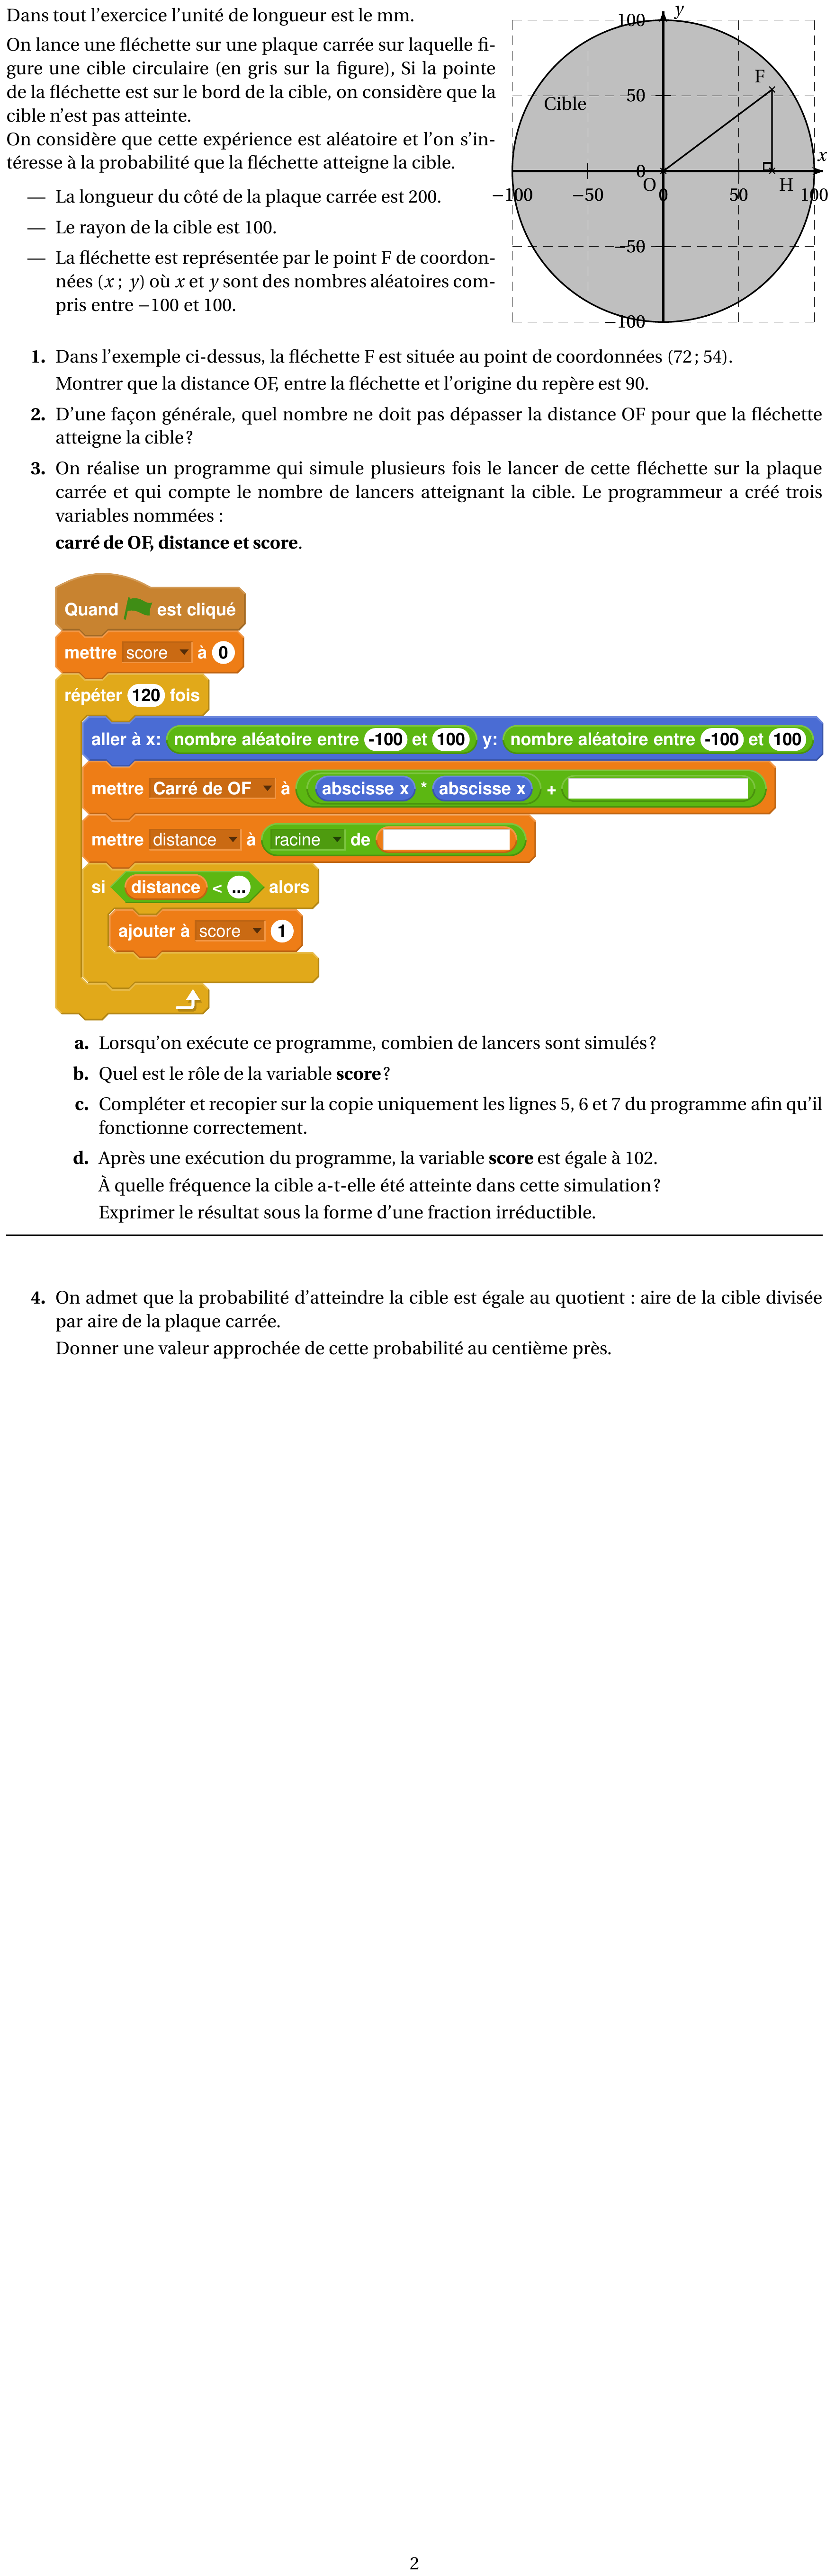 Dans tout l'exercice l'unité de longueur est le mm.
On lance une fléchette sur une plaque carrée sur laquelle fi-
gure une cible circulaire (en gris sur la figure), Si la pointe
de la fléchette est sur le bord de la cible, on considère que la
cible n'est pas atteinte.
On considère que cette expérience est aléatoire et l'on s'in-
téresse à la probabilité que la fléchette atteigne la cible.
— La longueur du côté de la plaque carrée est 200.
— Le rayon de la cible est 100.
— La fléchette est représentée par le point F de coordon-
nées (x ; y) où x et y sont des nombres aléatoires com-
pris entre −100 et 100.
y
100
F
Cible
50
x
0
O
H
−100
−50
0
50
100
−50
−100
1. Dans l'exemple ci-dessus, la fléchette F est située au point de coordonnées (72 ; 54).
Montrer que la distance OF, entre la fléchette et l'origine du repère est 90.
2. D'une façon générale, quel nombre ne doit pas dépasser la distance OF pour que la fléchette
atteigne la cible ?
3. On réalise un programme qui simule plusieurs fois le lancer de cette fléchette sur la plaque
carrée et qui compte le nombre de lancers atteignant la cible. Le programmeur a créé trois
variables nommées :
carré de OF, distance et score.
Quand est cliqué
mettre score à 0
répéter 120 fois
aller à x: nombre aléatoire entre -100 et 100 y: nombre aléatoire entre -100 et 100
mettre Carré de OF à abscisse x * abscisse x +
mettre distance à racine de
si distance < ... alors
ajouter à score 1
a. Lorsqu'on exécute ce programme, combien de lancers sont simulés ?
b. Quel est le rôle de la variable score ?
c. Compléter et recopier sur la copie uniquement les lignes 5, 6 et 7 du programme afin qu'il
fonctionne correctement.
d. Après une exécution du programme, la variable score est égale à 102.
À quelle fréquence la cible a-t-elle été atteinte dans cette simulation ?
Exprimer le résultat sous la forme d'une fraction irréductible.
4. On admet que la probabilité d'atteindre la cible est égale au quotient : aire de la cible divisée
par aire de la plaque carrée.
Donner une valeur approchée de cette probabilité au centième près.
2